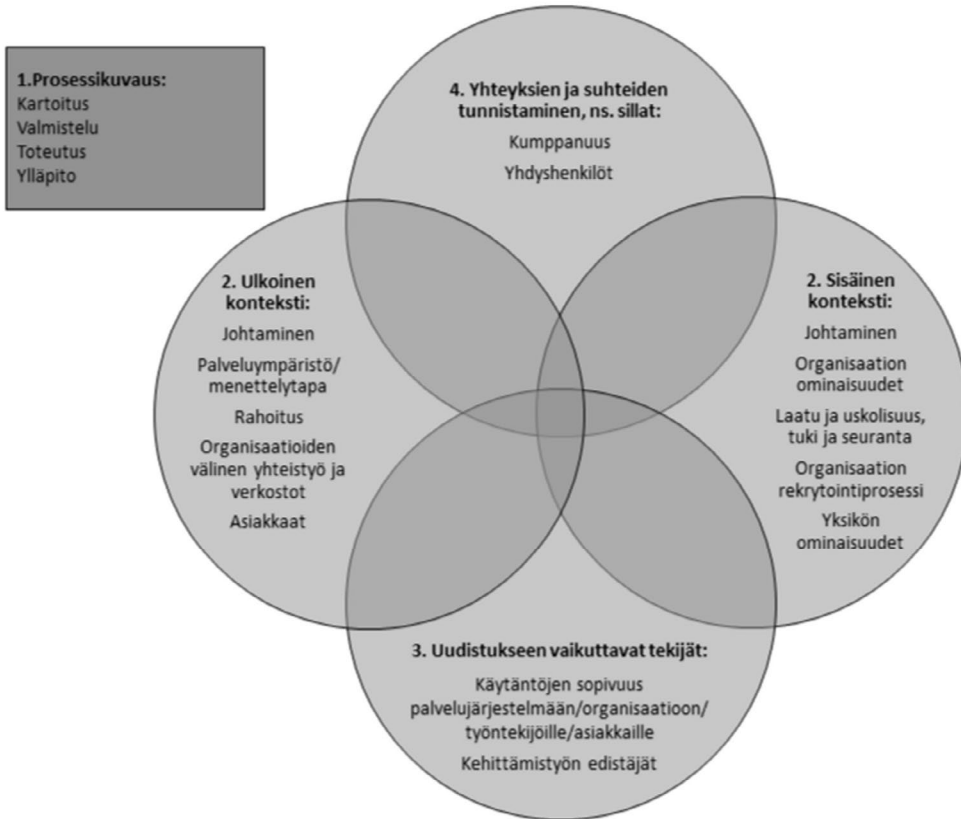 1.Prosessikuvaus:
Kartoitus
Valmistelu
Toteutus
Ylläpito
4. Yhteyksien ja suhteiden
tunnistaminen, ns. sillat:
Kumppanuus
Yhdyshenkilöt
2. Ulkoinen
konteksti:
Johtaminen
Palveluympäristö/
menettelytapa
Rahoitus
Organisaatioiden
välinen yhteistyö ja
verkostot
Asiakkaat
2. Sisäinen
konteksti:
Johtaminen
Organisaation
ominaisuudet
Laatu ja uskolisuus,
tuki ja seuranta
Organisaation
rekrytointiprosessi
Yksikön
ominaisuudet
3. Uudistukseen vaikuttavat tekijät:
Käytäntöjen sopivuus
palvelujärjestelmään/organisaatioon/
työntekijöille/asiakkaille
Kehittämistyön edistäjät